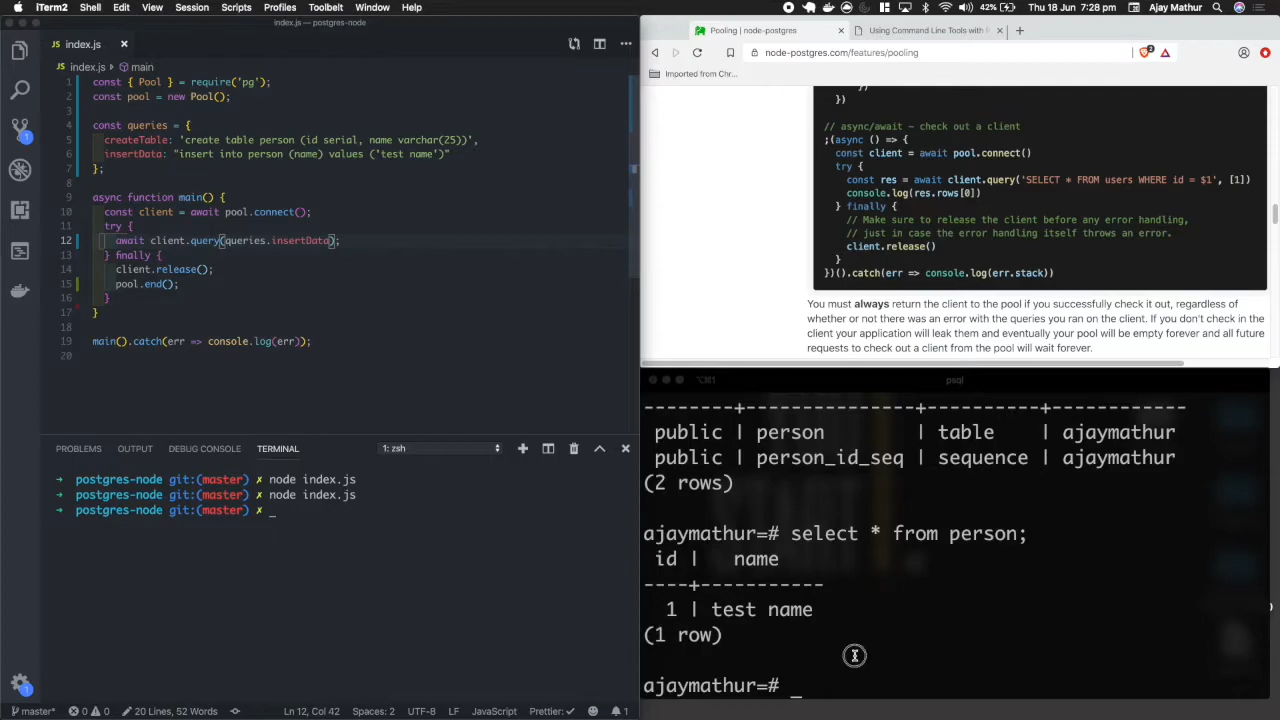 iTerm2 Shell Edit View Session Scripts Profiles Toolbelt Window Help
42% Thu 18 Jun 7:28 pm Ajay Mathur
index.js — postgres-node
index.js
index.js > main
1 const { Pool } = require('pg');
2 const pool = new Pool();
3
4 const queries = {
5 createTable: 'create table person (id serial, name varchar(25))',
6 insertData: "insert into person (name) values ('test name')"
7 };
8
9 async function main() {
10 const client = await pool.connect();
11 try {
12 await client.query(queries.insertData);
13 } finally {
14 client.release();
15 pool.end();
16 }
17 }
18
19 main().catch(err => console.log(err));
20
PROBLEMS OUTPUT DEBUG CONSOLE TERMINAL 1: zsh
→ postgres-node git:(master) ✗ node index.js
→ postgres-node git:(master) ✗ node index.js
→ postgres-node git:(master) ✗ _
master* 0 0 20 Lines, 52 Words Ln 12, Col 42 Spaces: 2 UTF-8 LF JavaScript Prettier: ✓ 1
Pooling | node-postgres
Using Command Line Tools with
node-postgres.com/features/pooling
2
Imported from Chr...
})
})
// async/await - check out a client
;(async () => {
const client = await pool.connect()
try {
const res = await client.query('SELECT * FROM users WHERE id = $1', [1])
console.log(res.rows[0])
} finally {
// Make sure to release the client before any error handling,
// just in case the error handling itself throws an error.
client.release()
}
})().catch(err => console.log(err.stack))
You must always return the client to the pool if you successfully check it out, regardless of
whether or not there was an error with the queries you ran on the client. If you don't check in the
client your application will leak them and eventually your pool will be empty forever and all future
requests to check out a client from the pool will wait forever.
⌥⌘1 psql
--------+---------------+----------+------------
public | person | table | ajaymathur
public | person_id_seq | sequence | ajaymathur
(2 rows)
ajaymathur=# select * from person;
id | name
----+-----------
1 | test name
(1 row)
ajaymathur=# _